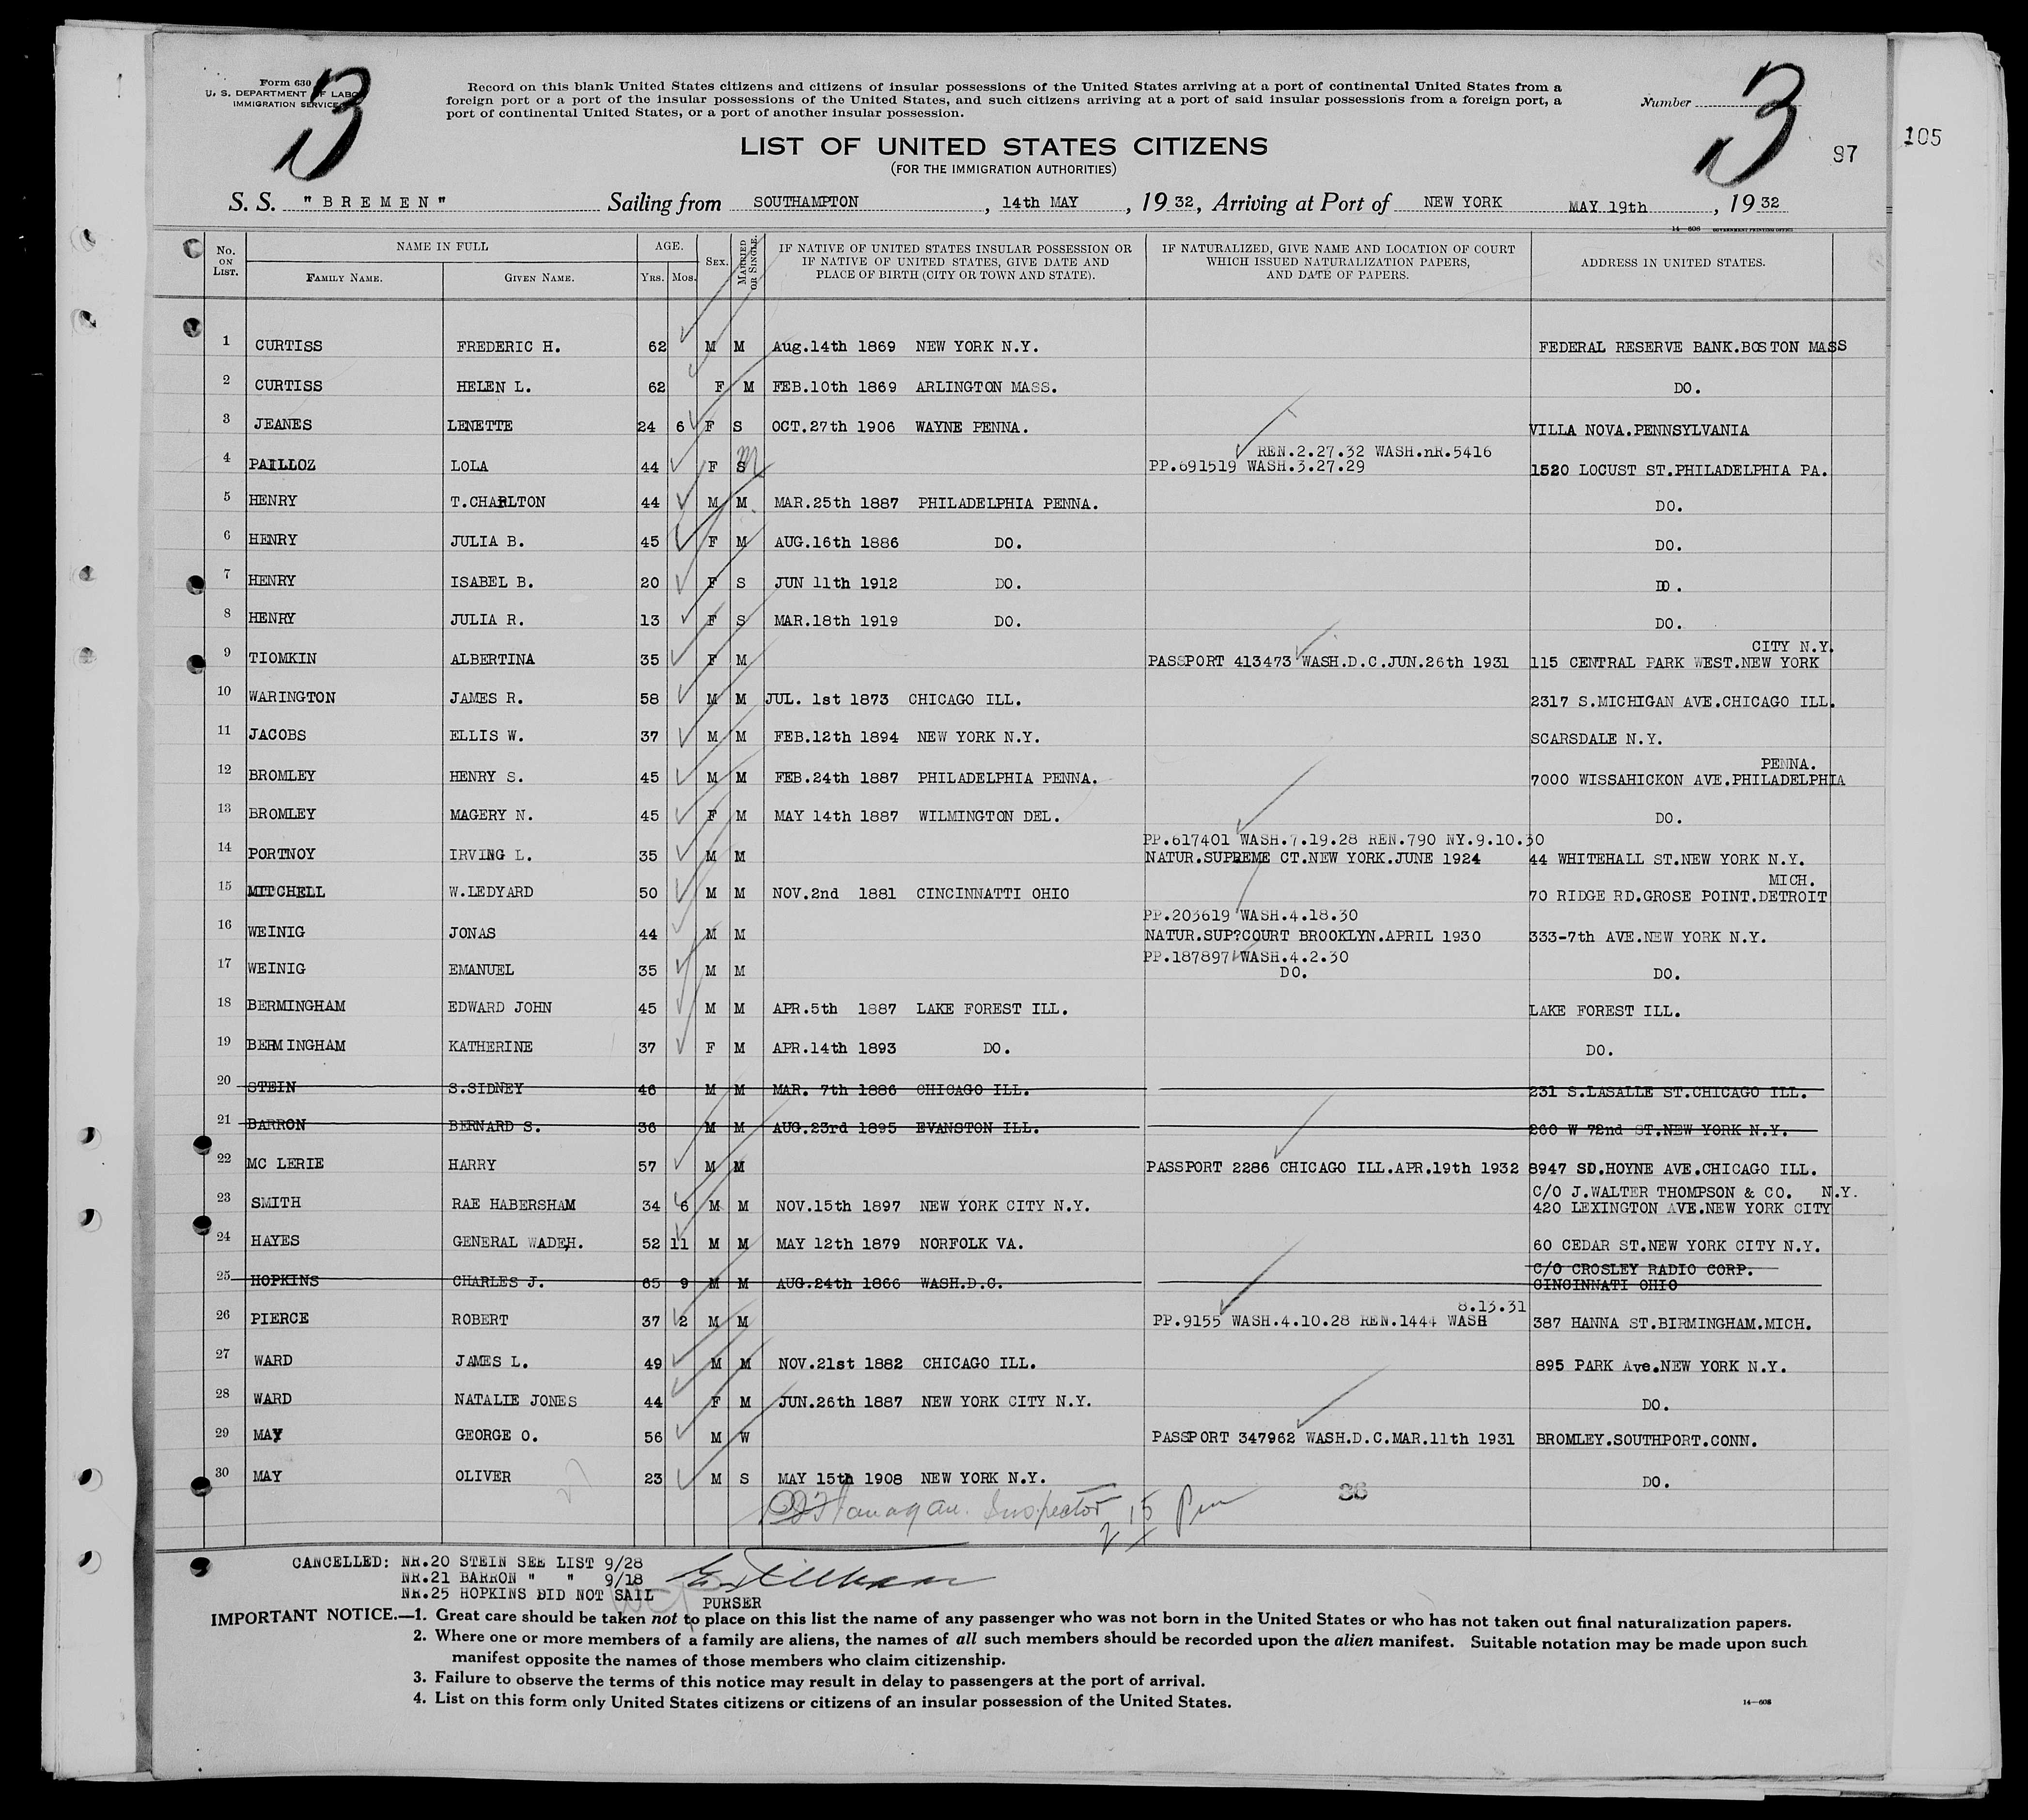 Form 630
U. S. DEPARTMENT OF LABOR
IMMIGRATION SERVICE
3
Record on this blank United States citizens and citizens of insular possessions of the United States arriving at a port of continental United States from a
foreign port or a port of the insular possessions of the United States, and such citizens arriving at a port of said insular possessions from a foreign port, a
port of continental United States, or a port of another insular possession.
Number
3
97
105
LIST OF UNITED STATES CITIZENS
(FOR THE IMMIGRATION AUTHORITIES)
S. S. "BREMEN" Sailing from SOUTHAMPTON, 14th MAY, 1932, Arriving at Port of NEW YORK MAY 19th, 1932
14—608 GOVERNMENT PRINTING OFFICE
No. ON LIST. NAME IN FULL FAMILY NAME. GIVEN NAME. AGE. YRS. MOS. SEX. MARRIED OR SINGLE. IF NATIVE OF UNITED STATES INSULAR POSSESSION OR IF NATIVE OF UNITED STATES, GIVE DATE AND PLACE OF BIRTH (CITY OR TOWN AND STATE). IF NATURALIZED, GIVE NAME AND LOCATION OF COURT WHICH ISSUED NATURALIZATION PAPERS, AND DATE OF PAPERS. ADDRESS IN UNITED STATES.
1 CURTISS FREDERIC H. 62 M M Aug.14th 1869 NEW YORK N.Y. FEDERAL RESERVE BANK.BOSTON MASS
2 CURTISS HELEN L. 62 F M FEB.10th 1869 ARLINGTON MASS. DO.
3 JEANES LENETTE 24 6 F S OCT.27th 1906 WAYNE PENNA. VILLA NOVA.PENNSYLVANIA
REN.2.27.32 WASH.nR.5416
4 PAILLOZ LOLA 44 F S M PP.691519 WASH.3.27.29 1520 LOCUST ST.PHILADELPHIA PA.
5 HENRY T.CHARLTON 44 M M. MAR.25th 1887 PHILADELPHIA PENNA. DO.
6 HENRY JULIA B. 45 F M AUG.16th 1886 DO. DO.
7 HENRY ISABEL B. 20 F S JUN 11th 1912 DO. DO.
8 HENRY JULIA R. 13 F S MAR.18th 1919 DO. DO.
CITY N.Y.
9 TIOMKIN ALBERTINA 35 F M PASSPORT 413473 WASH.D.C.JUN.26th 1931 115 CENTRAL PARK WEST.NEW YORK
10 WARINGTON JAMES R. 58 M M JUL. 1st 1873 CHICAGO ILL. 2317 S.MICHIGAN AVE.CHICAGO ILL.
11 JACOBS ELLIS W. 37 M M FEB.12th 1894 NEW YORK N.Y. SCARSDALE N.Y.
PENNA.
12 BROMLEY HENRY S. 45 M M FEB.24th 1887 PHILADELPHIA PENNA. 7000 WISSAHICKON AVE.PHILADELPHIA
13 BROMLEY MAGERY N. 45 F M MAY 14th 1887 WILMINGTON DEL. DO.
PP.617401 WASH.7.19.28 REN.790 NY.9.10.30
14 PORTNOY IRVING L. 35 M M NATUR.SUPREME CT.NEW YORK.JUNE 1924 44 WHITEHALL ST.NEW YORK N.Y.
MICH.
15 MITCHELL W.LEDYARD 50 M M NOV.2nd 1881 CINCINNATTI OHIO 70 RIDGE RD.GROSE POINT.DETROIT
PP.203619 WASH.4.18.30
16 WEINIG JONAS 44 M M NATUR.SUP?COURT BROOKLYN.APRIL 1930 333-7th AVE.NEW YORK N.Y.
PP.187897 WASH.4.2.30
17 WEINIG EMANUEL 35 M M DO. DO.
18 BERMINGHAM EDWARD JOHN 45 M M APR.5th 1887 LAKE FOREST ILL. LAKE FOREST ILL.
19 BERMINGHAM KATHERINE 37 F M APR.14th 1893 DO. DO.
20 STEIN S.SIDNEY 46 M M MAR. 7th 1886 CHICAGO ILL. 231 S.LASALLE ST.CHICAGO ILL.
21 BARRON BERNARD S. 36 M M AUG.23rd 1895 EVANSTON ILL. 260 W 72nd ST.NEW YORK N.Y.
22 MC LERIE HARRY 57 M M PASSPORT 2286 CHICAGO ILL.APR.19th 1932 8947 SD.HOYNE AVE.CHICAGO ILL.
C/O J.WALTER THOMPSON & CO. N.Y.
23 SMITH RAE HABERSHAM 34 6 M M NOV.15th 1897 NEW YORK CITY N.Y. 420 LEXINGTON AVE.NEW YORK CITY
24 HAYES GENERAL WADE,H. 52 11 M M MAY 12th 1879 NORFOLK VA. 60 CEDAR ST.NEW YORK CITY N.Y.
C/O CROSLEY RADIO CORP.
25 HOPKINS CHARLES J. 65 9 M M AUG.24th 1866 WASH.D.C. CINCINNATI OHIO
8.13.31
26 PIERCE ROBERT 37 2 M M PP.9155 WASH.4.10.28 REN.1444 WASH 387 HANNA ST.BIRMINGHAM.MICH.
27 WARD JAMES L. 49 M M NOV.21st 1882 CHICAGO ILL. 895 PARK Ave.NEW YORK N.Y.
28 WARD NATALIE JONES 44 F M JUN.26th 1887 NEW YORK CITY N.Y. DO.
29 MAY GEORGE O. 56 M W PASSPORT 347962 WASH.D.C.MAR.11th 1931 BROMLEY.SOUTHPORT.CONN.
30 MAY OLIVER 23 M S MAY 15th 1908 NEW YORK N.Y. DO.
27
Flanagan. Inspector 2 15 Pm
CANCELLED: NR.20 STEIN SEE LIST 9/28
NR.21 BARRON " " 9/18
NR.25 HOPKINS DID NOT SAIL
PURSER
IMPORTANT NOTICE.—1. Great care should be taken not to place on this list the name of any passenger who was not born in the United States or who has not taken out final naturalization papers.
2. Where one or more members of a family are aliens, the names of all such members should be recorded upon the alien manifest. Suitable notation may be made upon such
manifest opposite the names of those members who claim citizenship.
3. Failure to observe the terms of this notice may result in delay to passengers at the port of arrival.
4. List on this form only United States citizens or citizens of an insular possession of the United States.
14—608